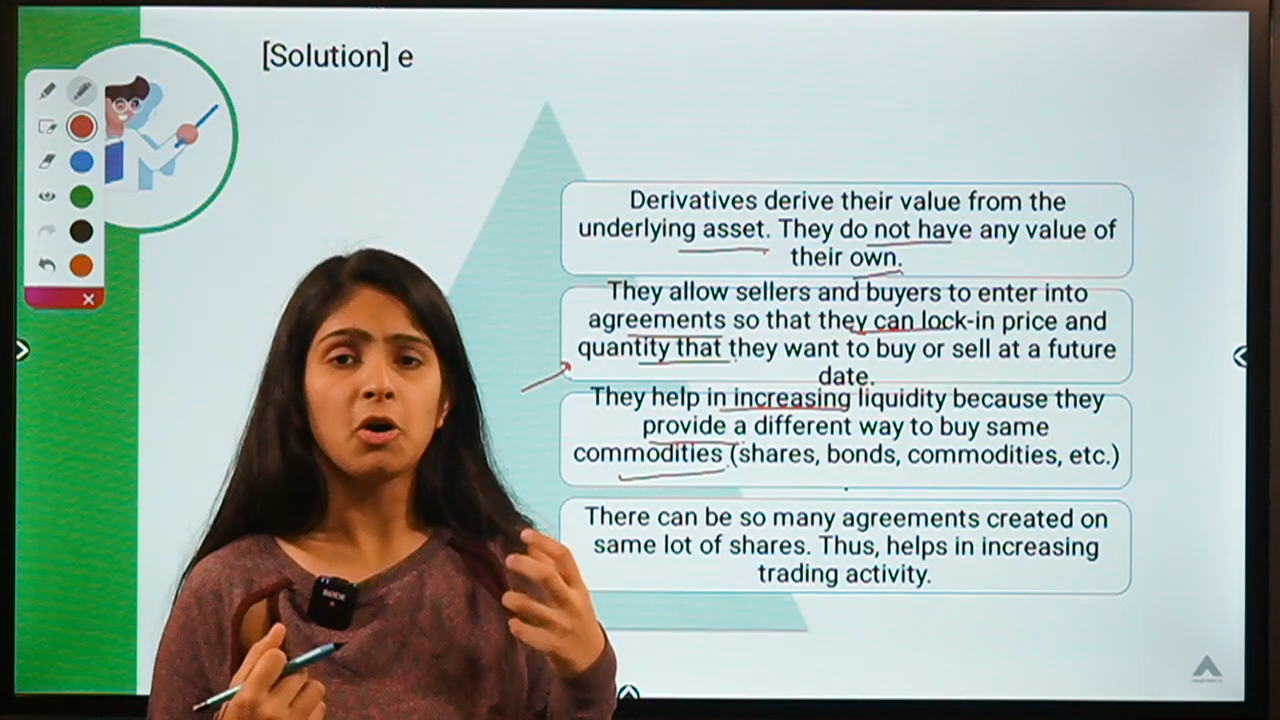 [Solution] e
Derivatives derive their value from the
underlying asset. They do not have any value of
their own.
They allow sellers and buyers to enter into
agreements so that they can lock-in price and
quantity that they want to buy or sell at a future
date.
They help in increasing liquidity because they
provide a different way to buy same
commodities (shares, bonds, commodities, etc.)
There can be so many agreements created on
same lot of shares. Thus, helps in increasing
trading activity.